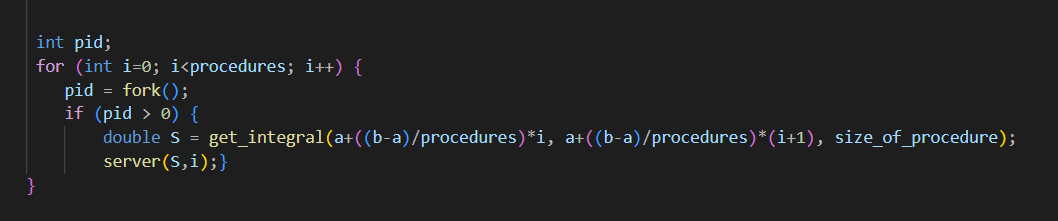 int pid;
for (int i=0; i<procedures; i++) {
pid = fork();
if (pid > 0) {
double S = get_integral(a+((b-a)/procedures)*i, a+((b-a)/procedures)*(i+1), size_of_procedure);
server(S,i);}
}